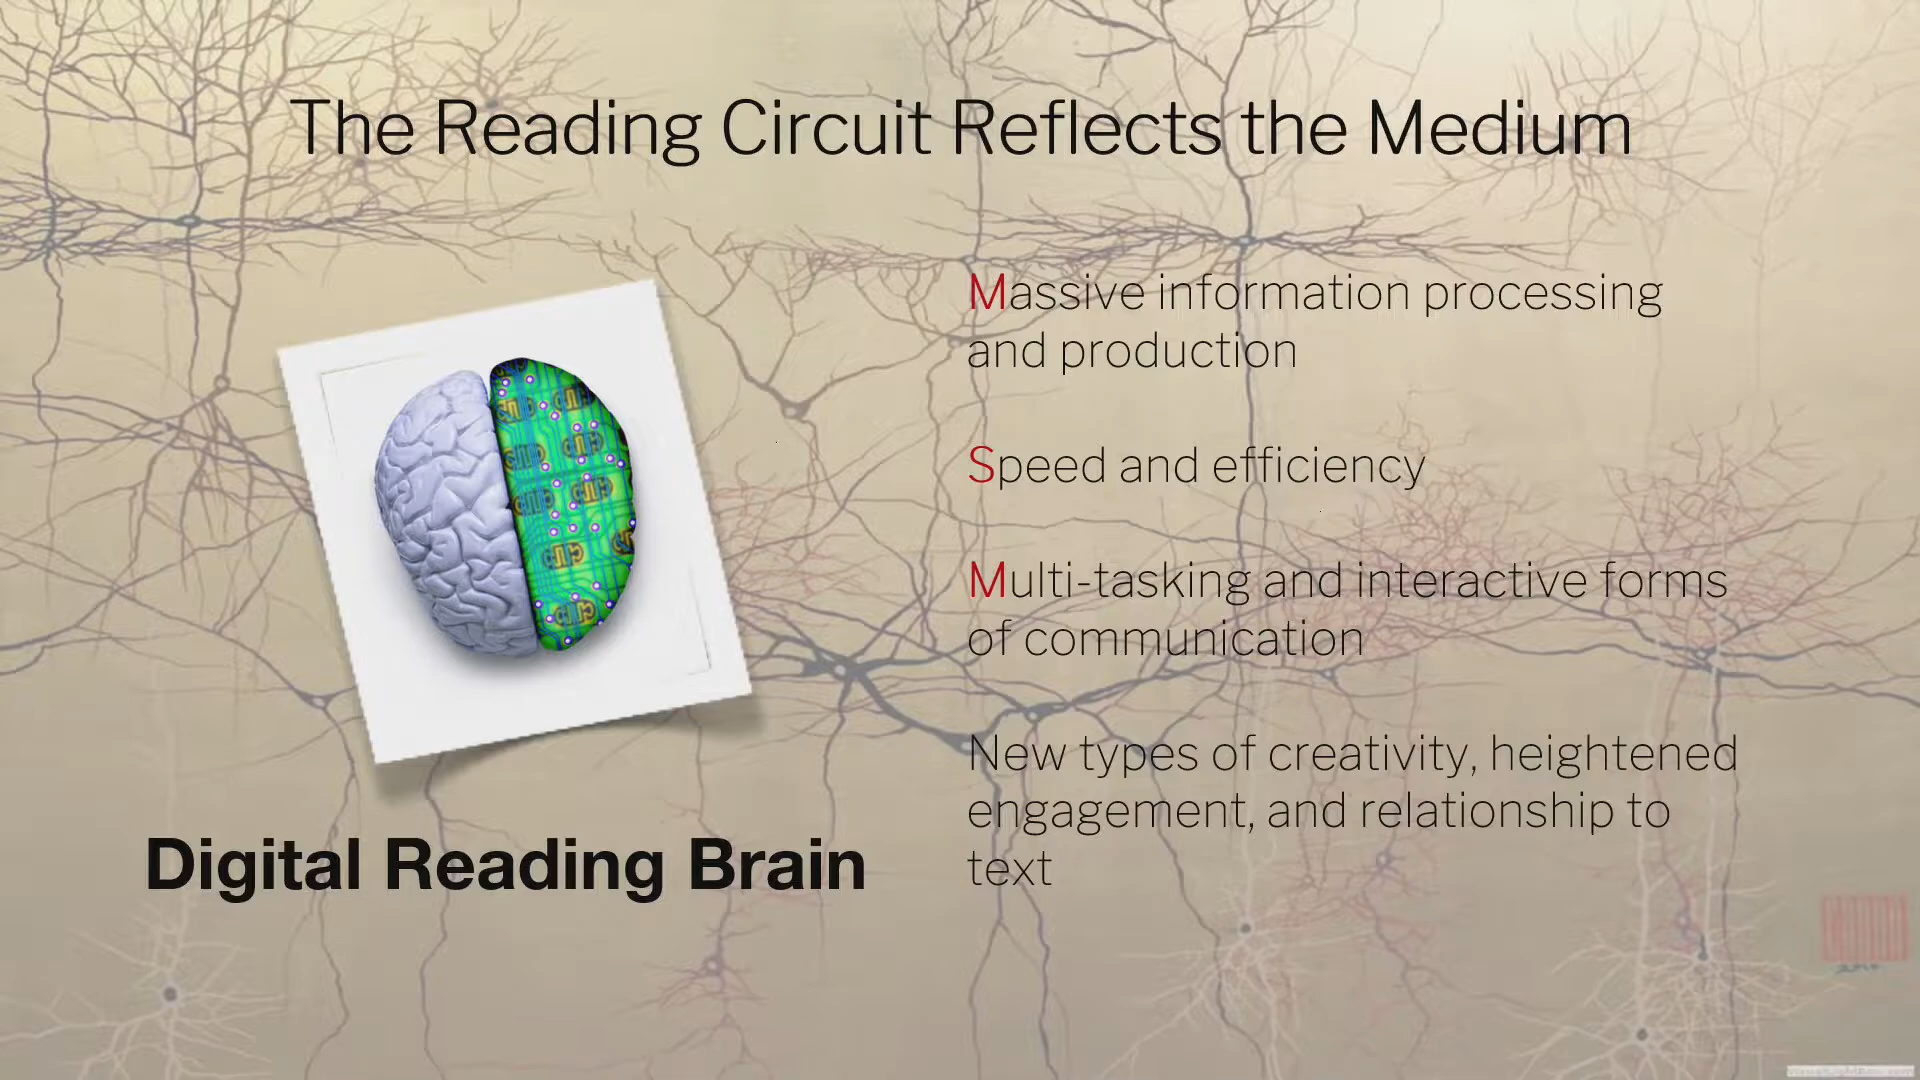 The Reading Circuit Reflects the Medium
Massive information processing
and production
Speed and efficiency
Multi-tasking and interactive forms
of communication
New types of creativity, heightened
engagement, and relationship to
text
Digital Reading Brain